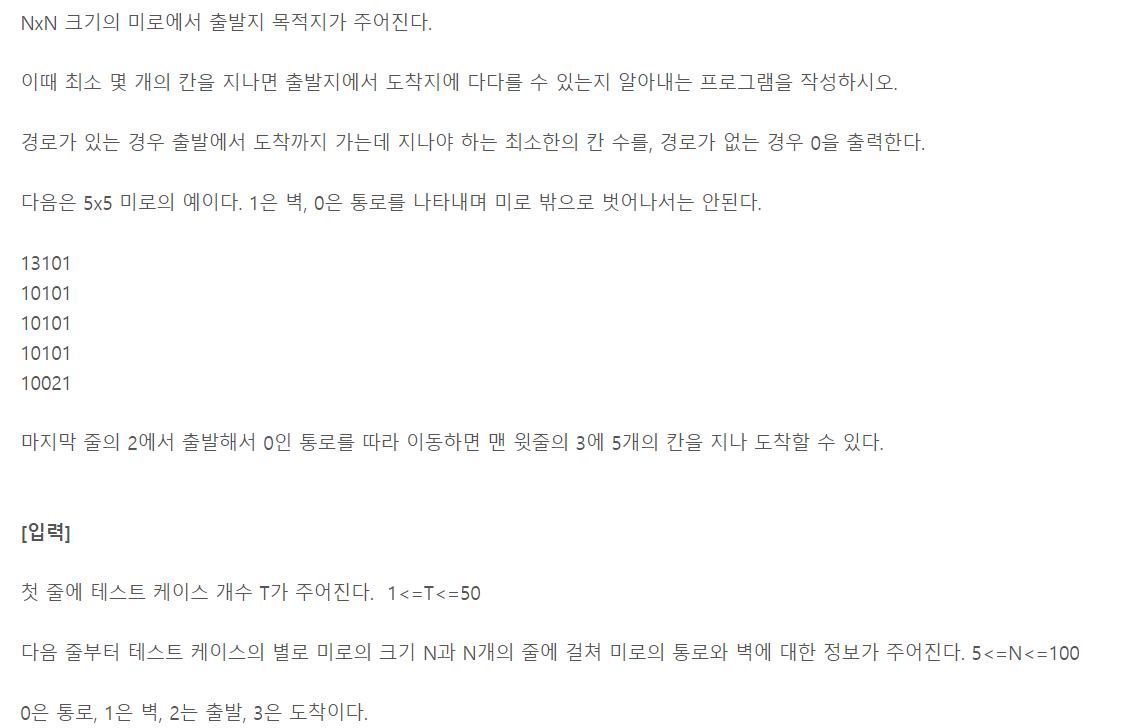 NxN 크기의 미로에서 출발지 목적지가 주어진다.
이때 최소 몇 개의 칸을 지나면 출발지에서 도착지에 다다를 수 있는지 알아내는 프로그램을 작성하시오.
경로가 있는 경우 출발에서 도착까지 가는데 지나야 하는 최소한의 칸 수를, 경로가 없는 경우 0을 출력한다.
다음은 5x5 미로의 예이다. 1은 벽, 0은 통로를 나타내며 미로 밖으로 벗어나서는 안된다.
13101
10101
10101
10101
10021
마지막 줄의 2에서 출발해서 0인 통로를 따라 이동하면 맨 윗줄의 3에 5개의 칸을 지나 도착할 수 있다.
[입력]
첫 줄에 테스트 케이스 개수 T가 주어진다.  1<=T<=50
다음 줄부터 테스트 케이스의 별로 미로의 크기 N과 N개의 줄에 걸쳐 미로의 통로와 벽에 대한 정보가 주어진다. 5<=N<=100
0은 통로, 1은 벽, 2는 출발, 3은 도착이다.